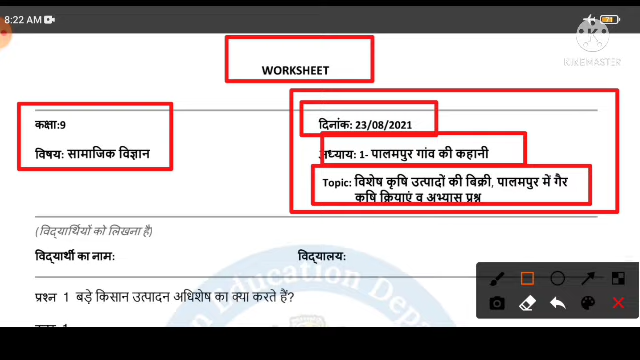 8:22 AM
KINEMASTER
WORKSHEET
कक्षा:9
दिनांक: 23/08/2021
विषय: सामाजिक विज्ञान
अध्याय: 1- पालमपुर गांव की कहानी
Topic: विशेष कृषि उत्पादों की बिक्री, पालमपुर में गैर
कृषि क्रियाएं व अभ्यास प्रश्न
(विद्यार्थियों को लिखना है)
विद्यार्थी का नाम:
विद्यालय:
प्रश्न 1 बड़े किसान उत्पादन अधिशेष का क्या करते हैं?